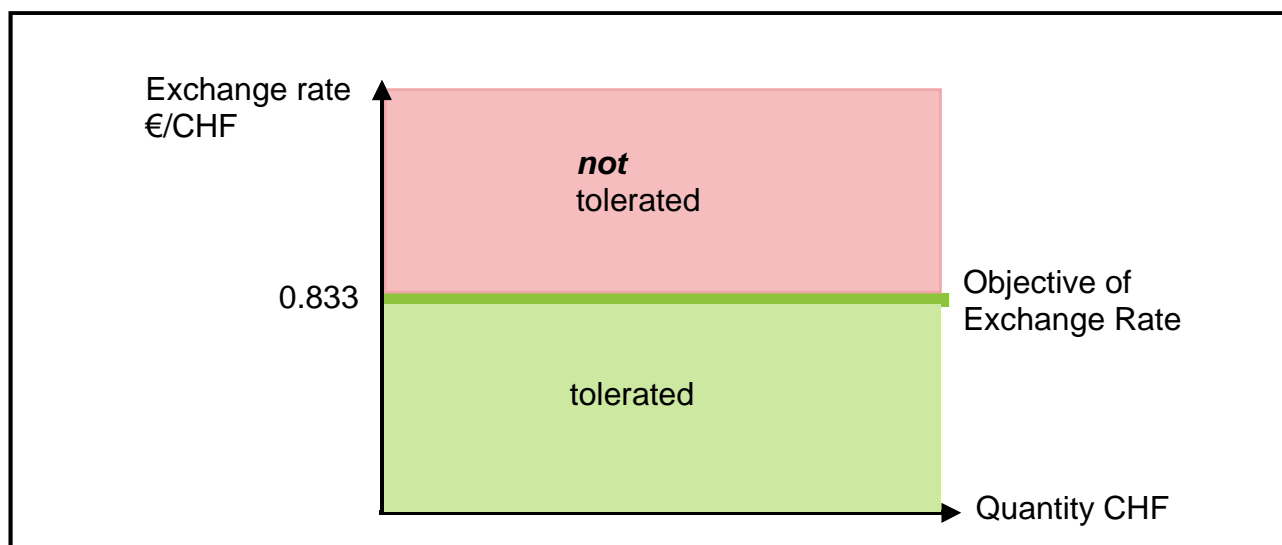 Exchange rate
€/CHF
not
tolerated
0.833
Objective of
Exchange Rate
tolerated
Quantity CHF